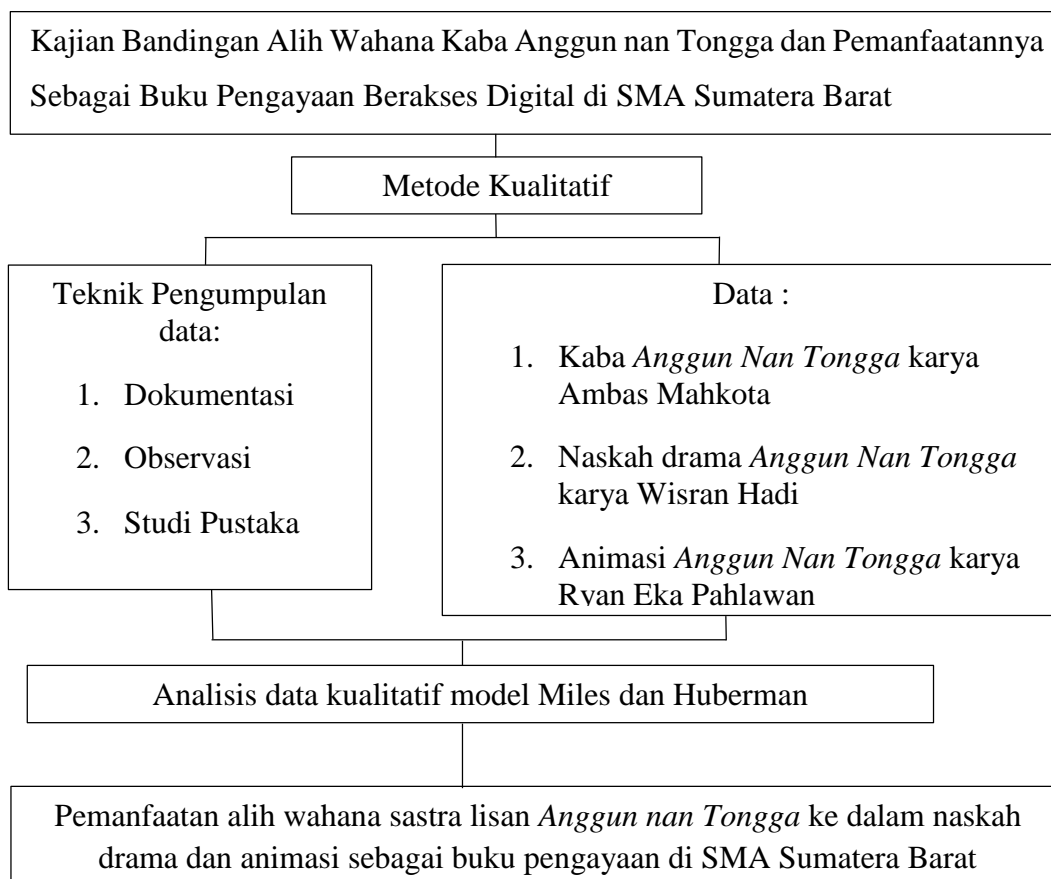 Kajian Bandingan Alih Wahana Kaba Anggun nan Tongga dan Pemanfaatannya
Sebagai Buku Pengayaan Berakses Digital di SMA Sumatera Barat
Metode Kualitatif
Teknik Pengumpulan
data:
1. Dokumentasi
2. Observasi
3. Studi Pustaka
Data :
1. Kaba Anggun Nan Tongga karya
Ambas Mahkota
2. Naskah drama Anggun Nan Tongga
karya Wisran Hadi
3. Animasi Anggun Nan Tongga karya
Ryan Eka Pahlawan
Analisis data kualitatif model Miles dan Huberman
Pemanfaatan alih wahana sastra lisan Anggun nan Tongga ke dalam naskah
drama dan animasi sebagai buku pengayaan di SMA Sumatera Barat